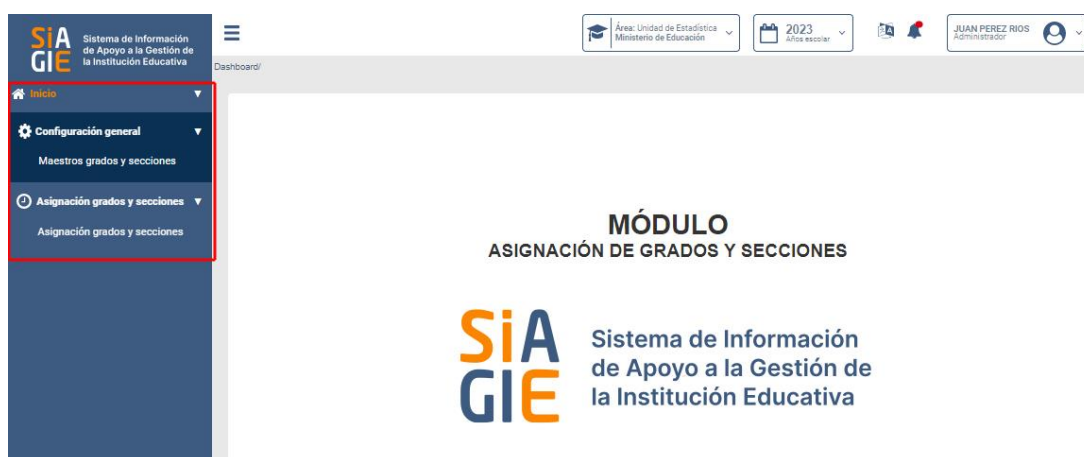 SiA
GIE
Sistema de Información
de Apoyo a la Gestión de
la Institución Educativa
Área: Unidad de Estadística
Ministerio de Educación
2023
Años escolar
JUAN PEREZ RIOS
Administrador
Dashboard/
Inicio
Configuración general
Maestros grados y secciones
Asignación grados y secciones
Asignación grados y secciones
MÓDULO
ASIGNACIÓN DE GRADOS Y SECCIONES
SiA
GIE
Sistema de Información
de Apoyo a la Gestión de
la Institución Educativa